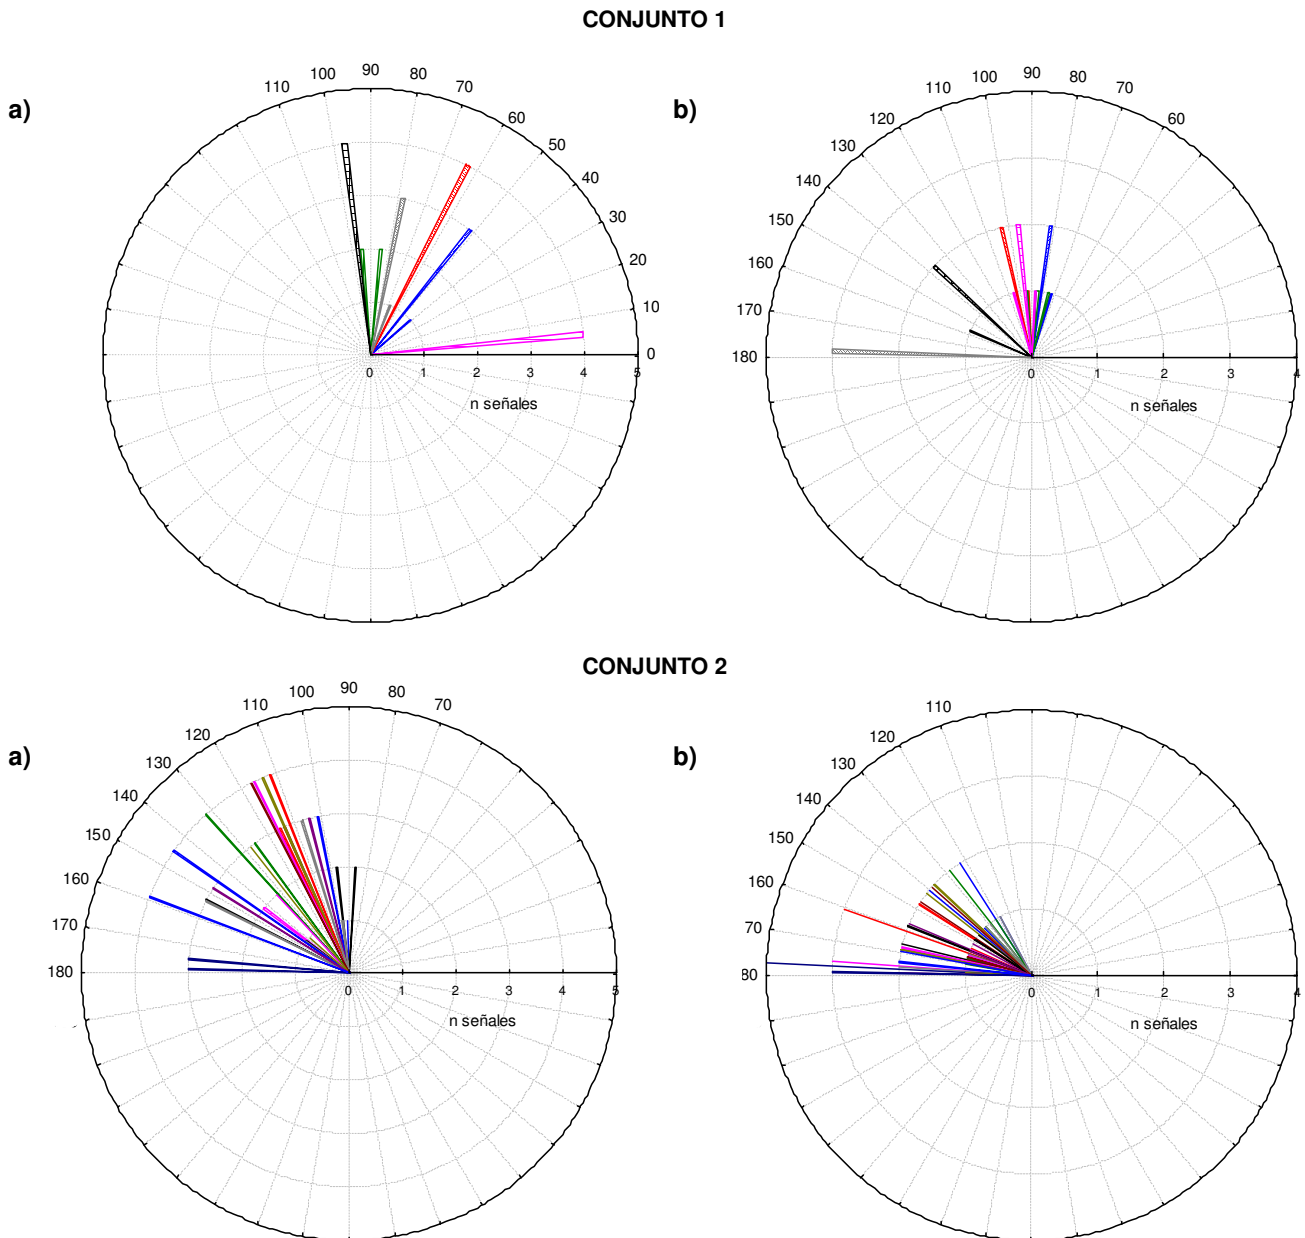 CONJUNTO 1
a)
110 100 90 80 70 60 50 40 30 20 10 0
0 1 2 3 4 5
n señales
b)
180 170 160 150 140 130 120 110 100 90 80 70 60
0 1 2 3 4
n señales
CONJUNTO 2
a)
180 170 160 150 140 130 120 110 100 90 80 70
0 1 2 3 4 5
n señales
b)
80 70 160 150 140 130 120 110
0 1 2 3 4
n señales